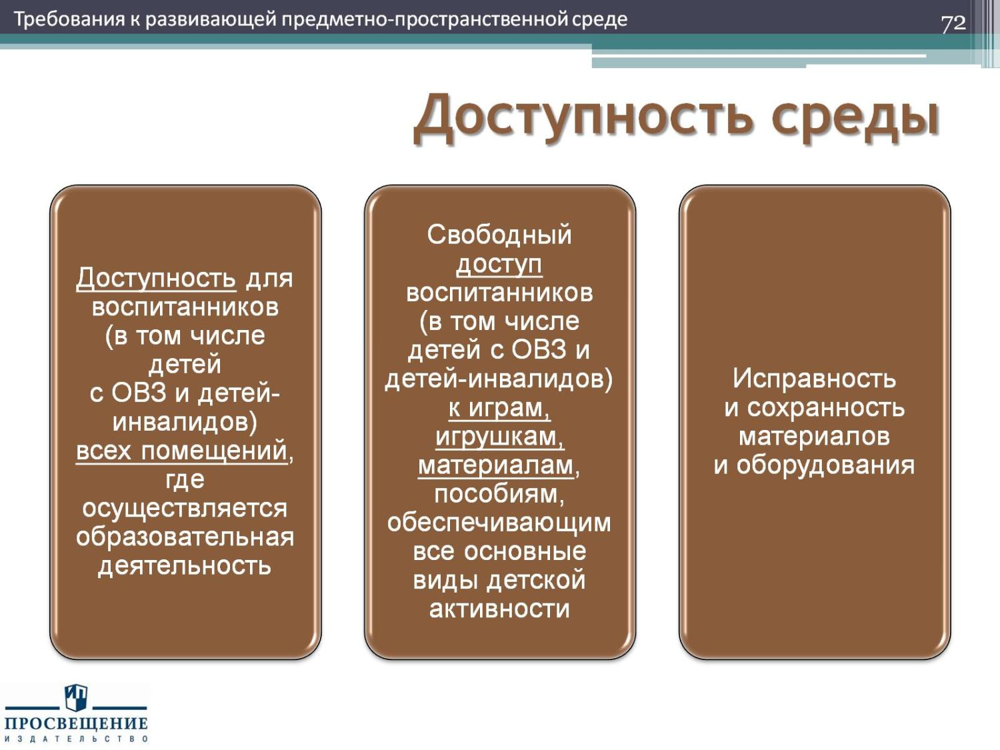 Требования к развивающей предметно-пространственной среде
72
Доступность среды
Доступность для
воспитанников
(в том числе
детей
с ОВЗ и детей-
инвалидов)
всех помещений,
где
осуществляется
образовательная
деятельность
Свободный
доступ
воспитанников
(в том числе
детей с ОВЗ и
детей-инвалидов)
к играм,
игрушкам,
материалам,
пособиям,
обеспечивающим
все основные
виды детской
активности
Исправность
и сохранность
материалов
и оборудования
ИП
ПРОСВЕЩЕНИЕ
ИЗДАТЕЛЬСТВО